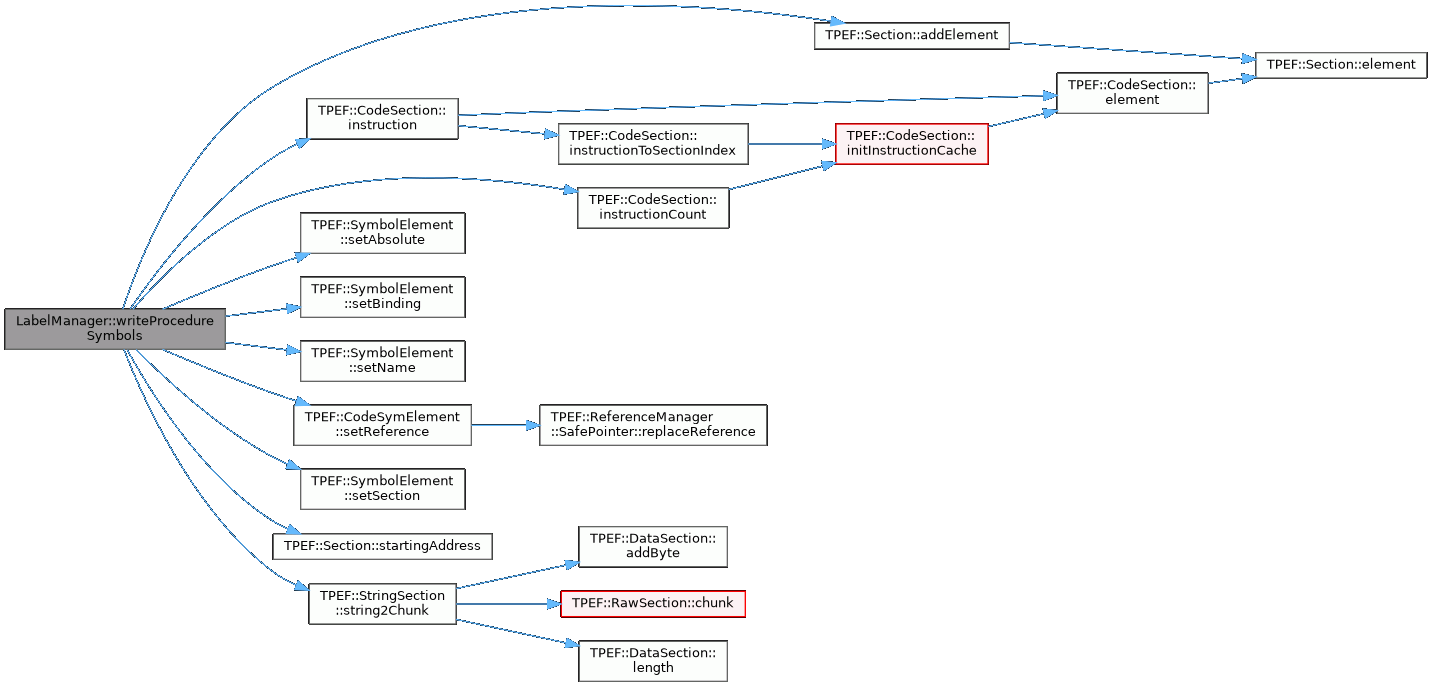 TPEF::Section::addElement
TPEF::Section::element
TPEF::CodeSection::
element
TPEF::CodeSection::
instruction
TPEF::CodeSection::
instructionToSectionIndex
TPEF::CodeSection::
initInstructionCache
TPEF::CodeSection::
instructionCount
TPEF::SymbolElement
::setAbsolute
TPEF::SymbolElement
::setBinding
LabelManager::writeProcedure
Symbols
TPEF::SymbolElement
::setName
TPEF::CodeSymElement
::setReference
TPEF::ReferenceManager
::SafePointer::replaceReference
TPEF::SymbolElement
::setSection
TPEF::Section::startingAddress
TPEF::DataSection::
addByte
TPEF::StringSection
::string2Chunk
TPEF::RawSection::chunk
TPEF::DataSection::
length